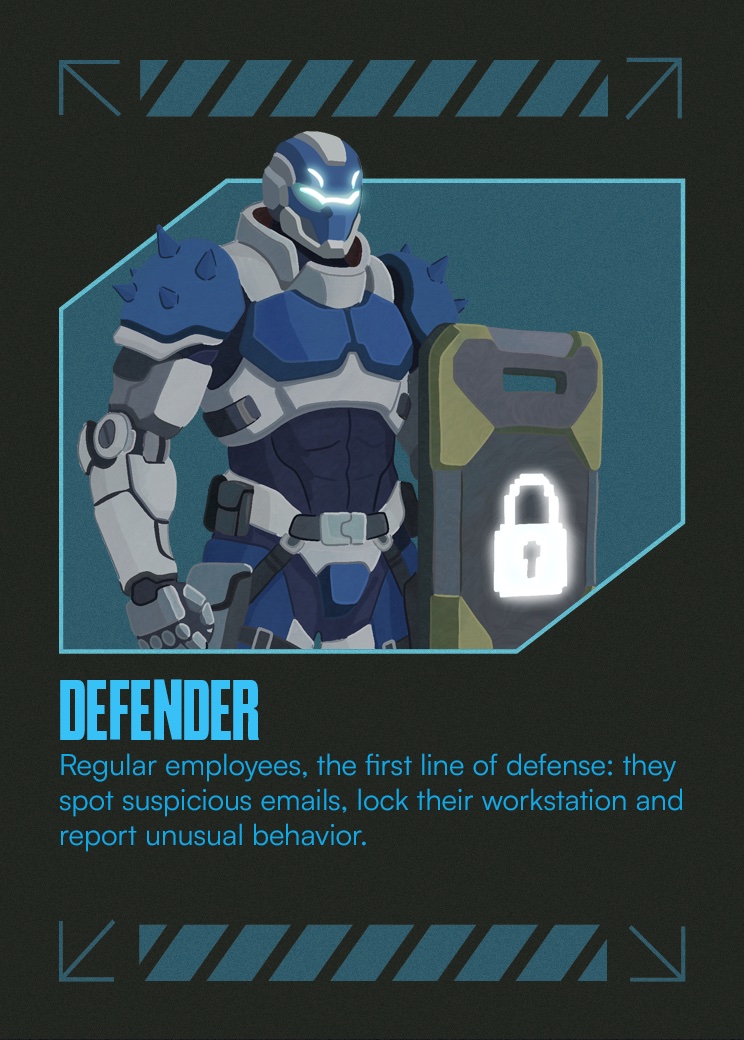 DEFENDER
Regular employees, the first line of defense: they
spot suspicious emails, lock their workstation and
report unusual behavior.